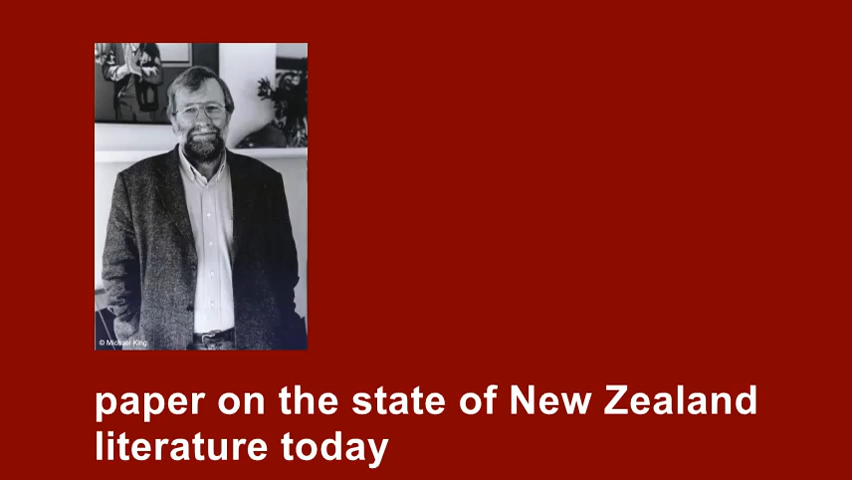 © Michael King
paper on the state of New Zealand
literature today